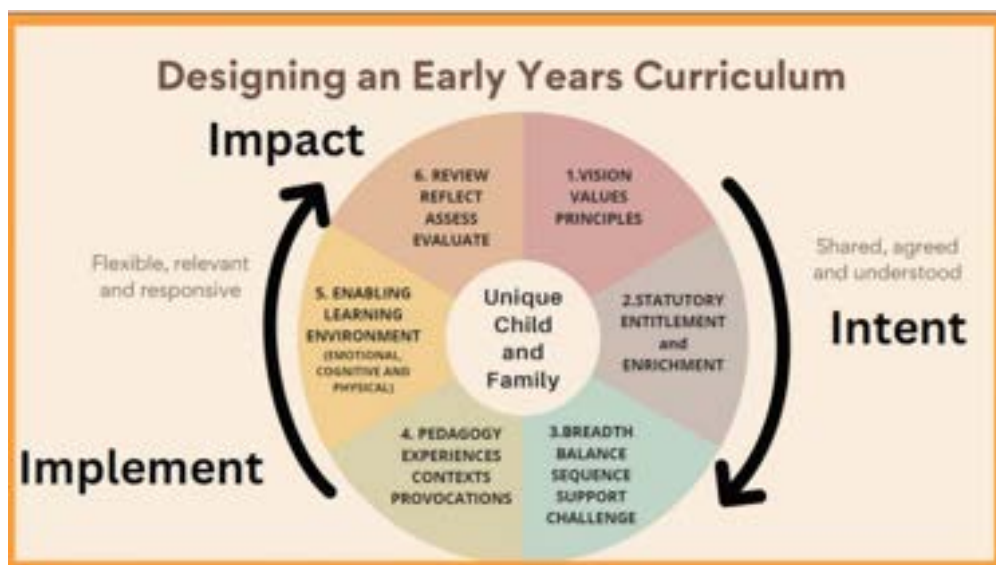 Designing an Early Years Curriculum
Impact
6. REVIEW
REFLECT
ASSESS
EVALUATE
1.VISION
VALUES
PRINCIPLES
Flexible, relevant
and responsive
Shared, agreed
and understood
Intent
5. ENABLING
LEARNING
ENVIRONMENT
(EMOTIONAL,
COGNITIVE AND
PHYSICAL)
Unique
Child
and
Family
2.STATUTORY
ENTITLEMENT
and
ENRICHMENT
Implement
4. PEDAGOGY
EXPERIENCES
CONTEXTS
PROVOCATIONS
3.BREADTH
BALANCE
SEQUENCE
SUPPORT
CHALLENGE